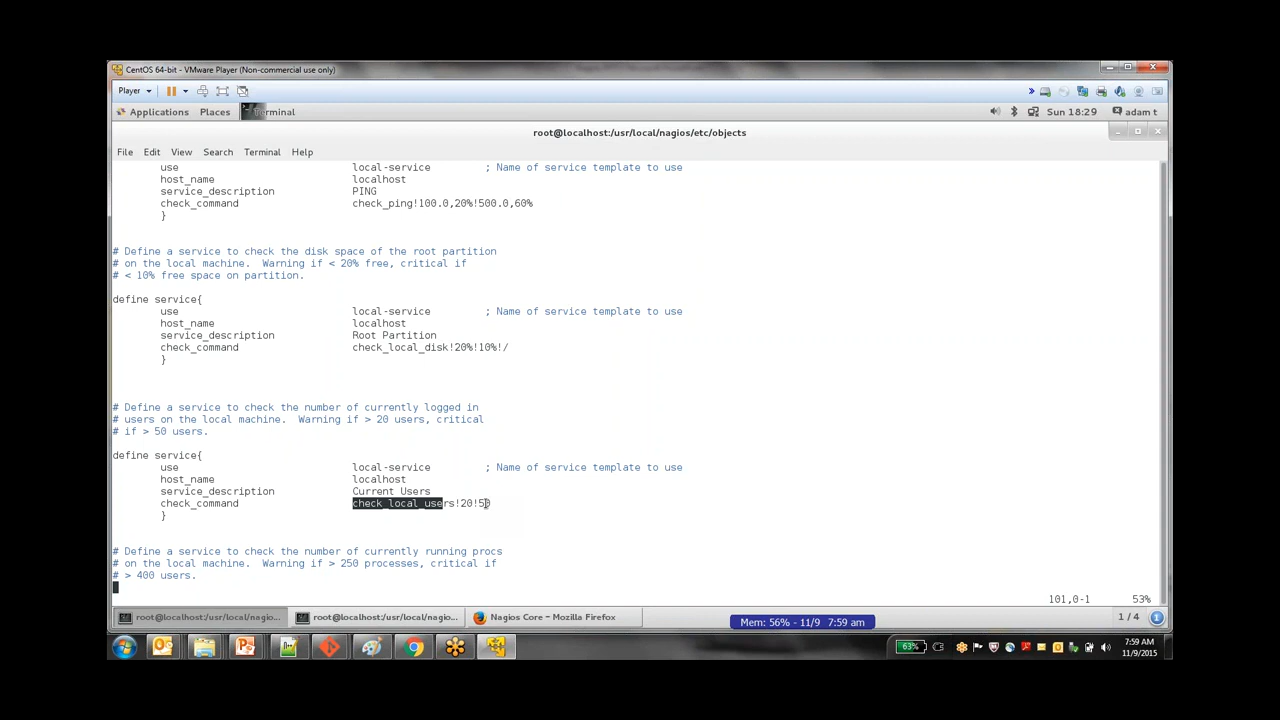 CentOS 64-bit - VMware Player (Non-commercial use only)
Player
Applications Places Terminal Sun 18:29 adam t
root@localhost:/usr/local/nagios/etc/objects
File Edit View Search Terminal Help
use local-service ; Name of service template to use
host_name localhost
service_description PING
check_command check_ping!100.0,20%!500.0,60%
}
# Define a service to check the disk space of the root partition
# on the local machine. Warning if < 20% free, critical if
# < 10% free space on partition.
define service{
use local-service ; Name of service template to use
host_name localhost
service_description Root Partition
check_command check_local_disk!20%!10%!/
}
# Define a service to check the number of currently logged in
# users on the local machine. Warning if > 20 users, critical
# if > 50 users.
define service{
use local-service ; Name of service template to use
host_name localhost
service_description Current Users
check_command check_local_users!20!50
}
# Define a service to check the number of currently running procs
# on the local machine. Warning if > 250 processes, critical if
# > 400 users.
101,0-1 53%
root@localhost:/usr/local/nagio... root@localhost:/usr/local/nagio... Nagios Core – Mozilla Firefox 1 / 4 1
Mem: 56% - 11/9 7:59 am
63% 7:59 AM
11/9/2015